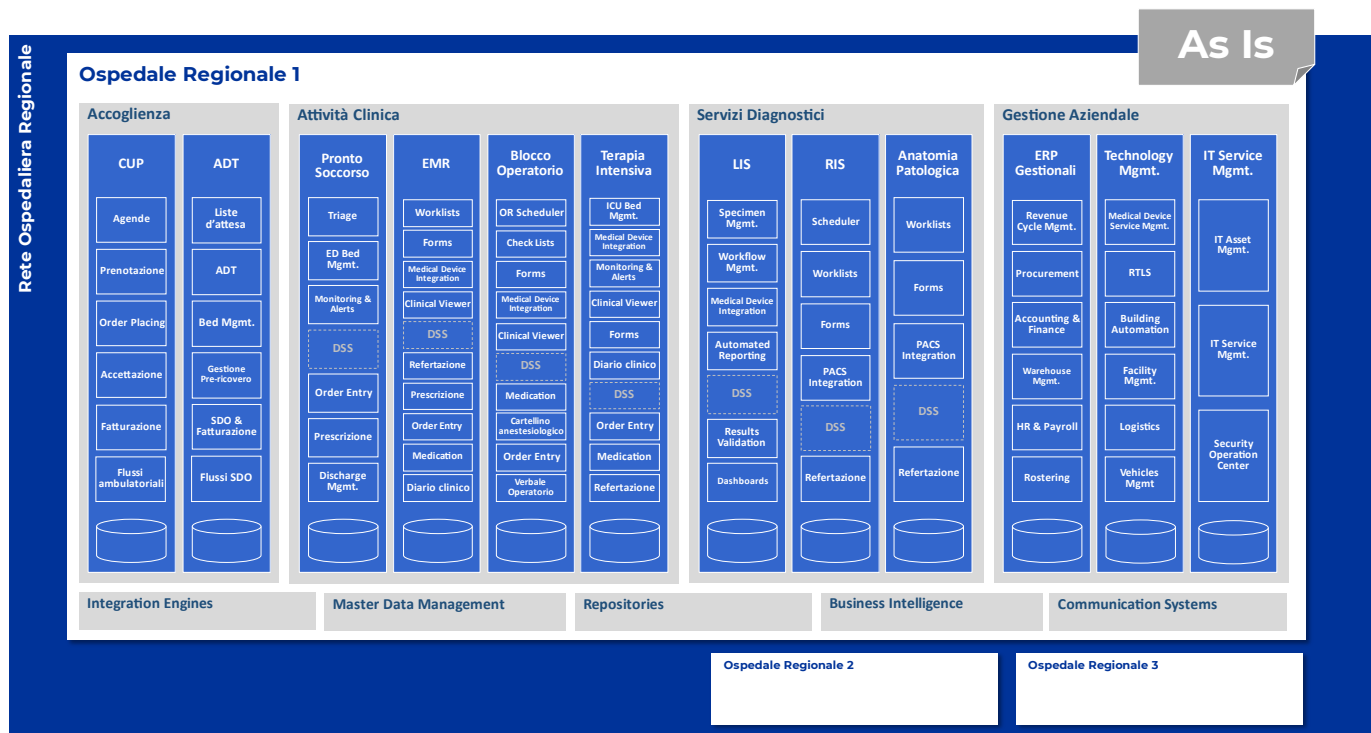 As Is
Rete Ospedaliera Regionale
Ospedale Regionale 1
Accoglienza
CUP
Agende
Prenotazione
Order Placing
Accettazione
Fatturazione
Flussi
ambulatoriali
ADT
Liste
d'attesa
ADT
Bed Mgmt.
Gestione
Pre-ricovero
SDO &
Fatturazione
Flussi SDO
Attività Clinica
Pronto
Soccorso
Triage
ED Bed
Mgmt.
Monitoring &
Alerts
DSS
Order Entry
Prescrizione
Discharge
Mgmt.
EMR
Worklists
Forms
Medical Device
Integration
Clinical Viewer
DSS
Refertazione
Prescrizione
Order Entry
Medication
Diario clinico
Blocco
Operatorio
OR Scheduler
Check Lists
Forms
Medical Device
Integration
Clinical Viewer
DSS
Medication
Cartellino
anestesiologico
Order Entry
Verbale
Operatorio
Terapia
Intensiva
ICU Bed
Mgmt.
Medical Device
Integration
Monitoring &
Alerts
Clinical Viewer
Forms
Diario clinico
DSS
Order Entry
Medication
Refertazione
Servizi Diagnostici
LIS
Specimen
Mgmt.
Workflow
Mgmt.
Medical Device
Integration
Automated
Reporting
DSS
Results
Validation
Dashboards
RIS
Scheduler
Worklists
Forms
PACS
Integration
DSS
Refertazione
Anatomia
Patologica
Worklists
Forms
PACS
Integration
DSS
Refertazione
Gestione Aziendale
ERP
Gestionali
Revenue
Cycle Mgmt.
Procurement
Accounting &
Finance
Warehouse
Mgmt.
HR & Payroll
Rostering
Technology
Mgmt.
Medical Device
Service Mgmt.
RTLS
Building
Automation
Facility
Mgmt.
Logistics
Vehicles
Mgmt
IT Service
Mgmt.
IT Asset
Mgmt.
IT Service
Mgmt.
Security
Operation
Center
Integration Engines
Master Data Management
Repositories
Business Intelligence
Communication Systems
Ospedale Regionale 2
Ospedale Regionale 3